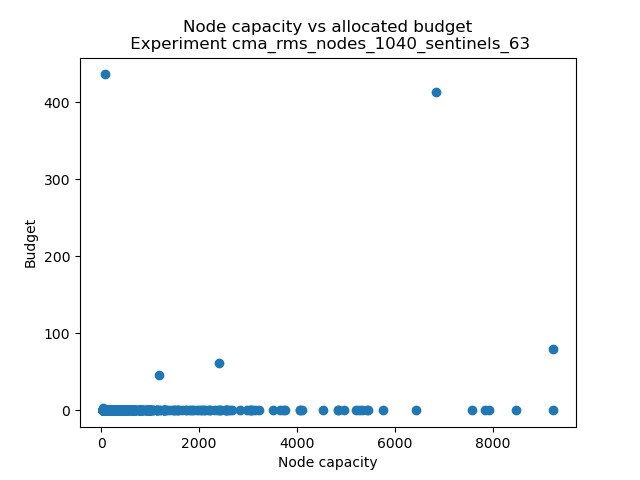 Node capacity vs allocated budget
Experiment cma_rms_nodes_1040_sentinels_63
400
300
200
100
0
Budget
0 2000 4000 6000 8000
Node capacity